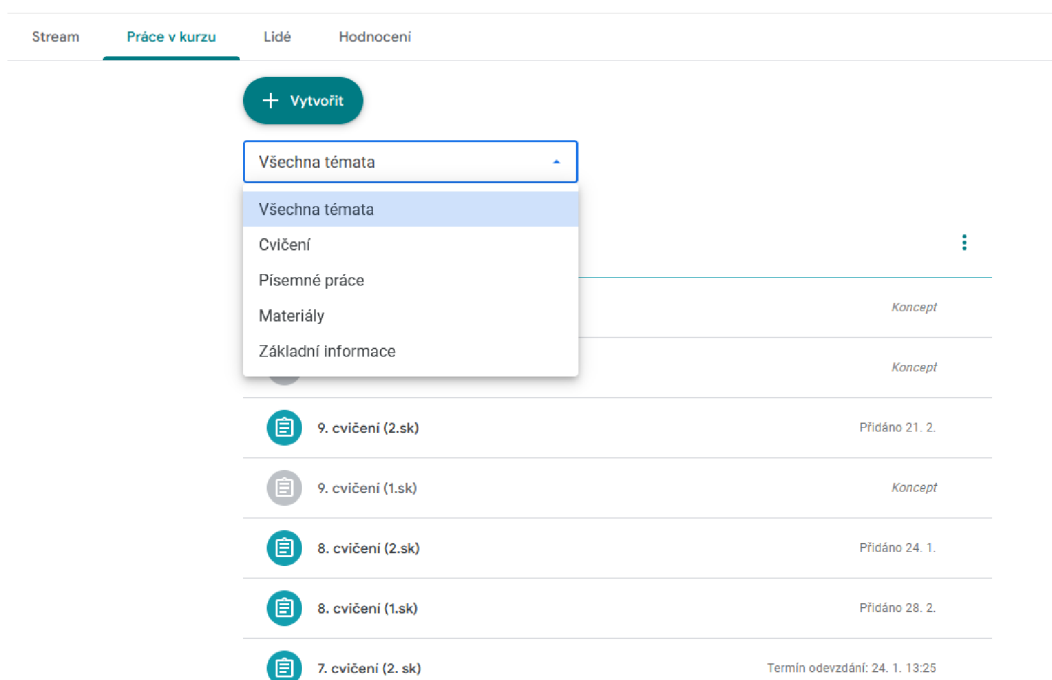 Stream Práce v kurzu Lidé Hodnocení
Vytvořit
Všechna témata
Všechna témata
Cvičení
Písemné práce
Materiály
Základní informace
Koncept
Koncept
9. cvičení (2.sk) Přidáno 21. 2.
9. cvičení (1.sk) Koncept
8. cvičení (2.sk) Přidáno 24. 1.
8. cvičení (1.sk) Přidáno 28. 2.
7. cvičení (2. sk) Termín odevzdání: 24. 1. 13:25